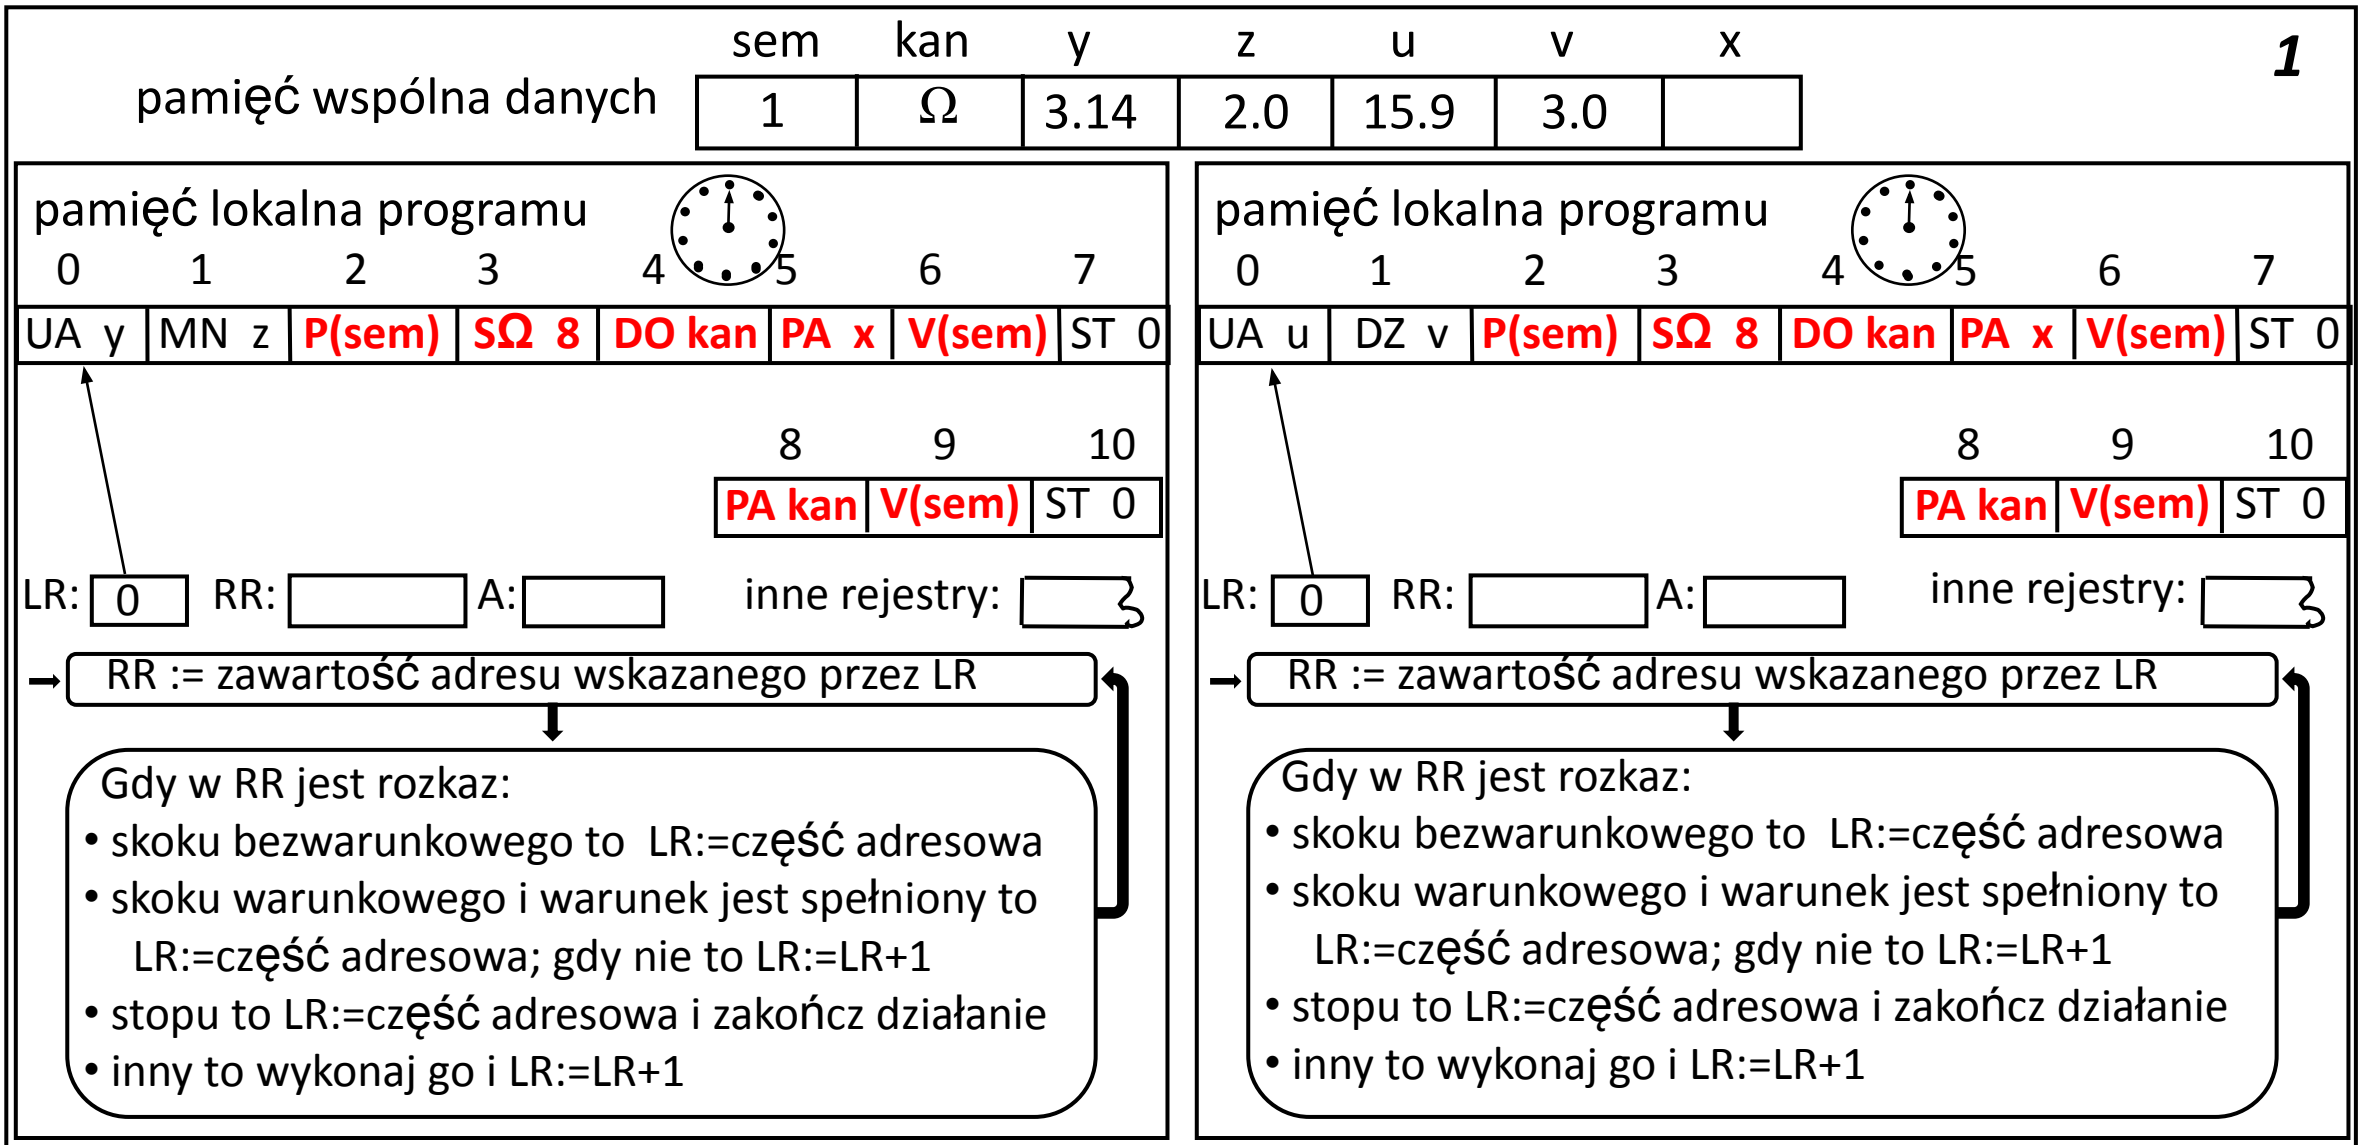 sem kan y z u v x
1
pamięć wspólna danych 1 Ω 3.14 2.0 15.9 3.0
pamięć lokalna programu
0 1 2 3 4 5 6 7
UA y MN z P(sem) SΩ 8 DO kan PA x V(sem) ST 0
8 9 10
PA kan V(sem) ST 0
LR: 0 RR: A: inne rejestry:
RR := zawartość adresu wskazanego przez LR
Gdy w RR jest rozkaz:
• skoku bezwarunkowego to LR:=część adresowa
• skoku warunkowego i warunek jest spełniony to
LR:=część adresowa; gdy nie to LR:=LR+1
• stopu to LR:=część adresowa i zakończ działanie
• inny to wykonaj go i LR:=LR+1
pamięć lokalna programu
0 1 2 3 4 5 6 7
UA u DZ v P(sem) SΩ 8 DO kan PA x V(sem) ST 0
8 9 10
PA kan V(sem) ST 0
LR: 0 RR: A: inne rejestry:
RR := zawartość adresu wskazanego przez LR
Gdy w RR jest rozkaz:
• skoku bezwarunkowego to LR:=część adresowa
• skoku warunkowego i warunek jest spełniony to
LR:=część adresowa; gdy nie to LR:=LR+1
• stopu to LR:=część adresowa i zakończ działanie
• inny to wykonaj go i LR:=LR+1